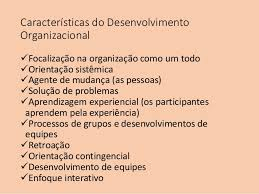 Características do Desenvolvimento
Organizacional
✓Focalização na organização como um todo
✓Orientação sistêmica
✓Agente de mudança (as pessoas)
✓Solução de problemas
✓Aprendizagem experiencial (os participantes
aprendem pela experiência)
✓Processos de grupos e desenvolvimentos de
equipes
✓Retroação
✓Orientação contingencial
✓Desenvolvimento de equipes
✓Enfoque interativo